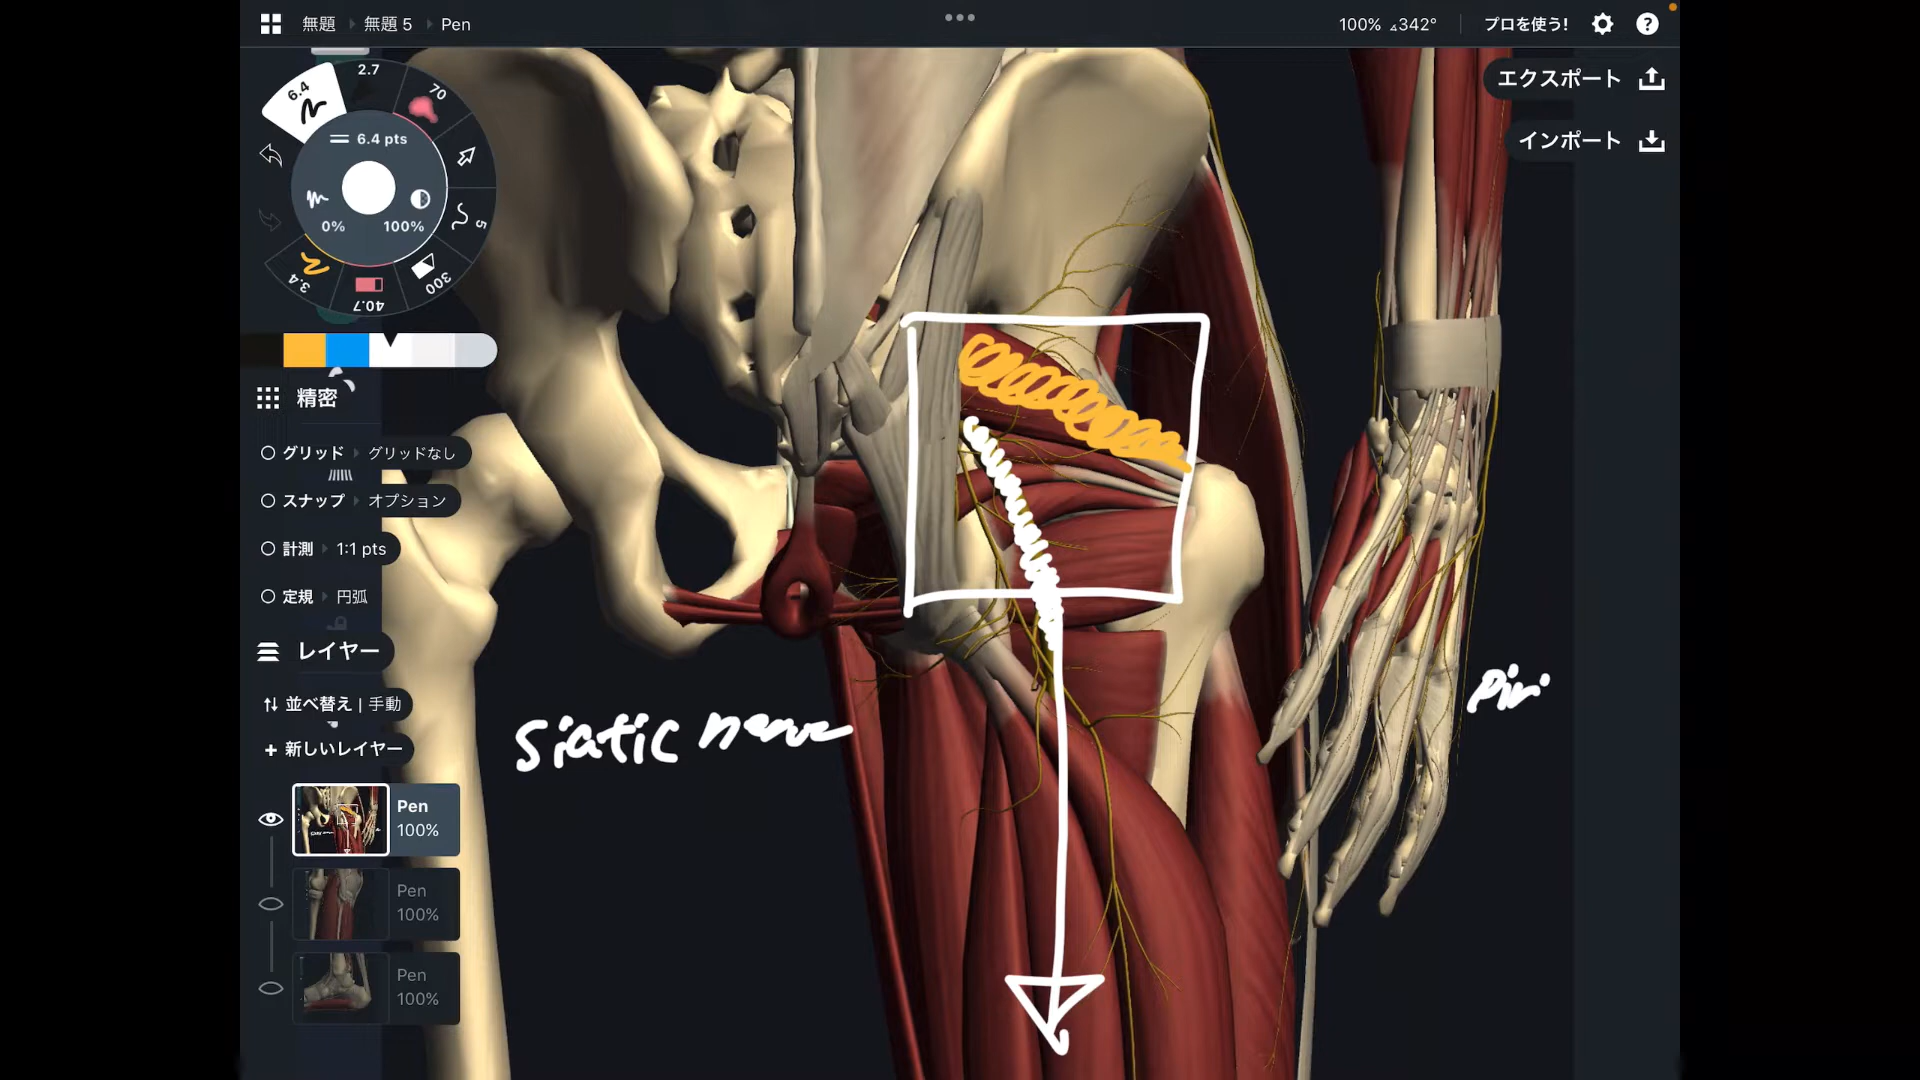 無題 無題 5 Pen
100% ⊿342° プロを使う!
エクスポート
インポート
2.7
6.4
70
6.4 pts
5
0% 100%
3.4
40.7
300
精密
グリッド グリッドなし
スナップ オプション
計測 1:1 pts
定規 円弧
レイヤー
並べ替え | 手動
+ 新しいレイヤー
Pen
100%
Pen
100%
Pen
100%
Siatic nerve
Piri